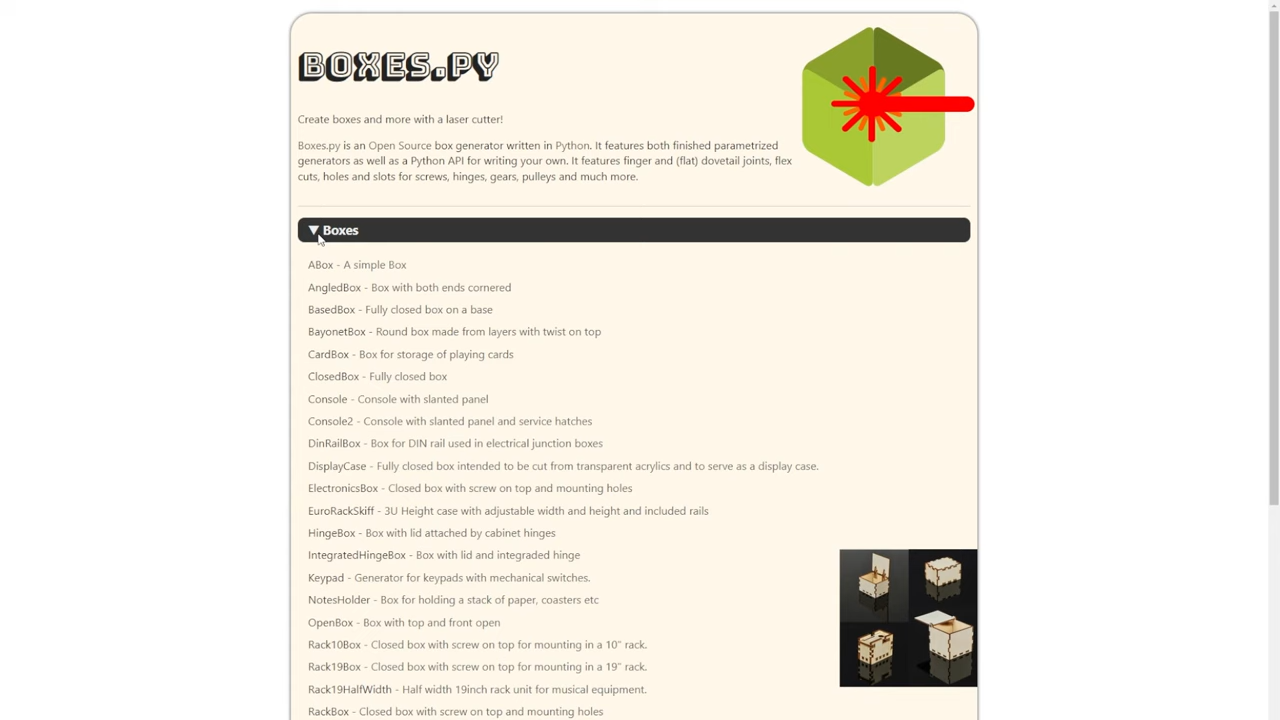 BOXES.PY
Create boxes and more with a laser cutter!
Boxes.py is an Open Source box generator written in Python. It features both finished parametrized
generators as well as a Python API for writing your own. It features finger and (flat) dovetail joints, flex
cuts, holes and slots for screws, hinges, gears, pulleys and much more.
▼ Boxes
ABox - A simple Box
AngledBox - Box with both ends cornered
BasedBox - Fully closed box on a base
BayonetBox - Round box made from layers with twist on top
CardBox - Box for storage of playing cards
ClosedBox - Fully closed box
Console - Console with slanted panel
Console2 - Console with slanted panel and service hatches
DinRailBox - Box for DIN rail used in electrical junction boxes
DisplayCase - Fully closed box intended to be cut from transparent acrylics and to serve as a display case.
ElectronicsBox - Closed box with screw on top and mounting holes
EuroRackSkiff - 3U Height case with adjustable width and height and included rails
HingeBox - Box with lid attached by cabinet hinges
IntegratedHingeBox - Box with lid and integraded hinge
Keypad - Generator for keypads with mechanical switches.
NotesHolder - Box for holding a stack of paper, coasters etc
OpenBox - Box with top and front open
Rack10Box - Closed box with screw on top for mounting in a 10" rack.
Rack19Box - Closed box with screw on top for mounting in a 19" rack.
Rack19HalfWidth - Half width 19inch rack unit for musical equipment.
RackBox - Closed box with screw on top and mounting holes